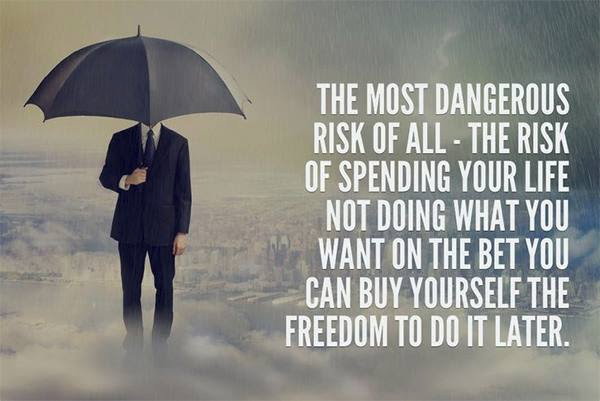 THE MOST DANGEROUS
RISK OF ALL - THE RISK
OF SPENDING YOUR LIFE
NOT DOING WHAT YOU
WANT ON THE BET YOU
CAN BUY YOURSELF THE
FREEDOM TO DO IT LATER.